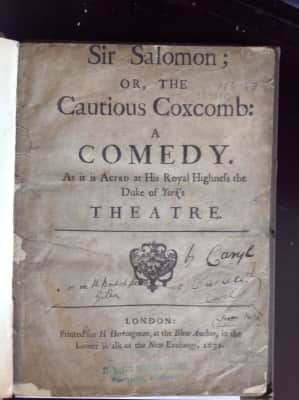 Sir Salomon;
OR, THE
Cautious Coxcomb:
A
COMEDY.
As it is ACTED at His Royal Highneſs the
Duke of York's
THEATRE.
by Caryl
LONDON:
Printed for H. Herringman, at the Blew Anchor, in the
Lower Walk of the New Exchange, 1671.